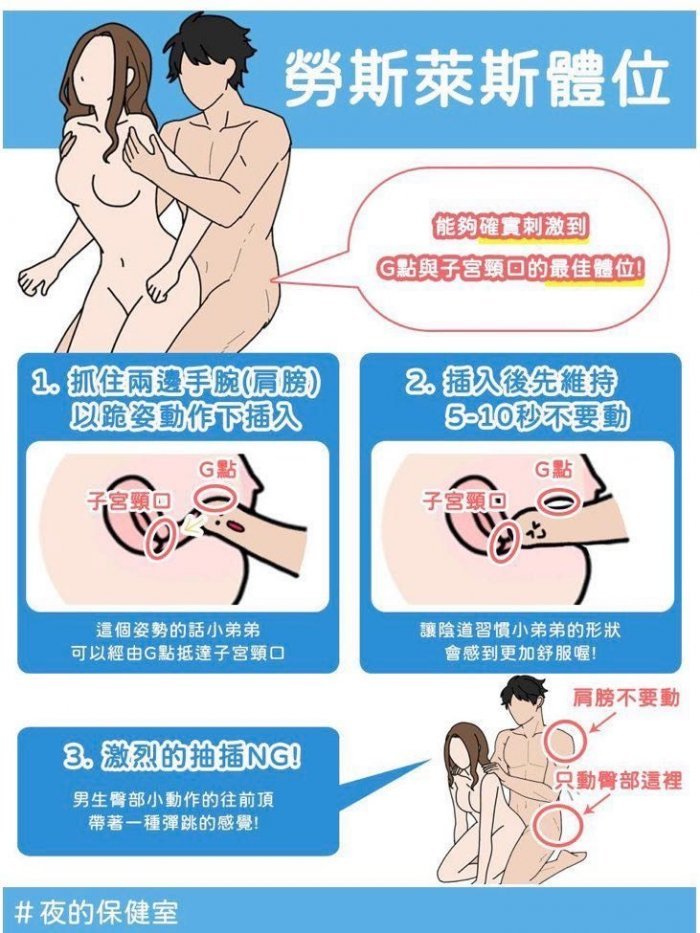 勞斯萊斯體位
能夠確實刺激到
G點與子宮頸口的最佳體位!
1. 抓住兩邊手腕(肩膀)
以跪姿動作下插入
G點
子宮頸口
這個姿勢的話小弟弟
可以經由G點抵達子宮頸口
2. 插入後先維持
5-10秒不要動
G點
子宮頸口
讓陰道習慣小弟弟的形狀
會感到更加舒服喔!
3. 激烈的抽插NG!
男生臀部小動作的往前頂
帶著一種彈跳的感覺!
肩膀不要動
只動臀部這裡
#夜的保健室